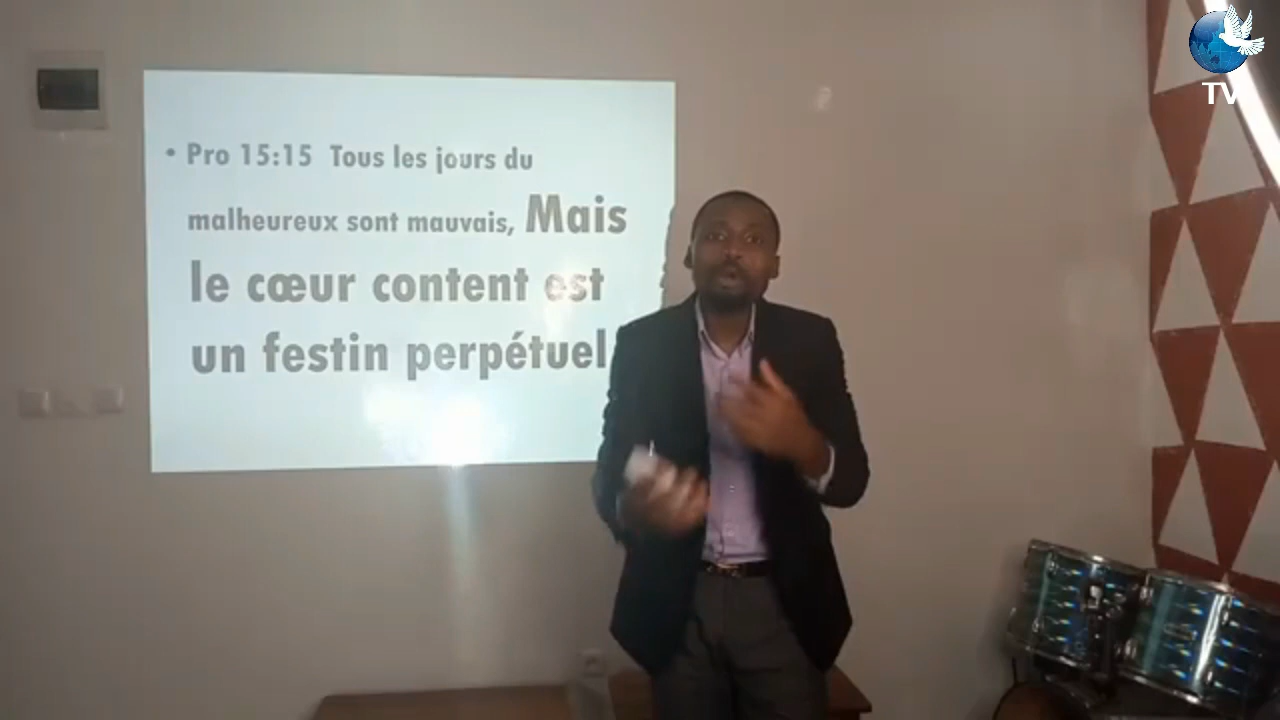 • Pro 15:15 Tous les jours du
malheureux sont mauvais, Mais
le cœur content est
un festin perpétuel
TV